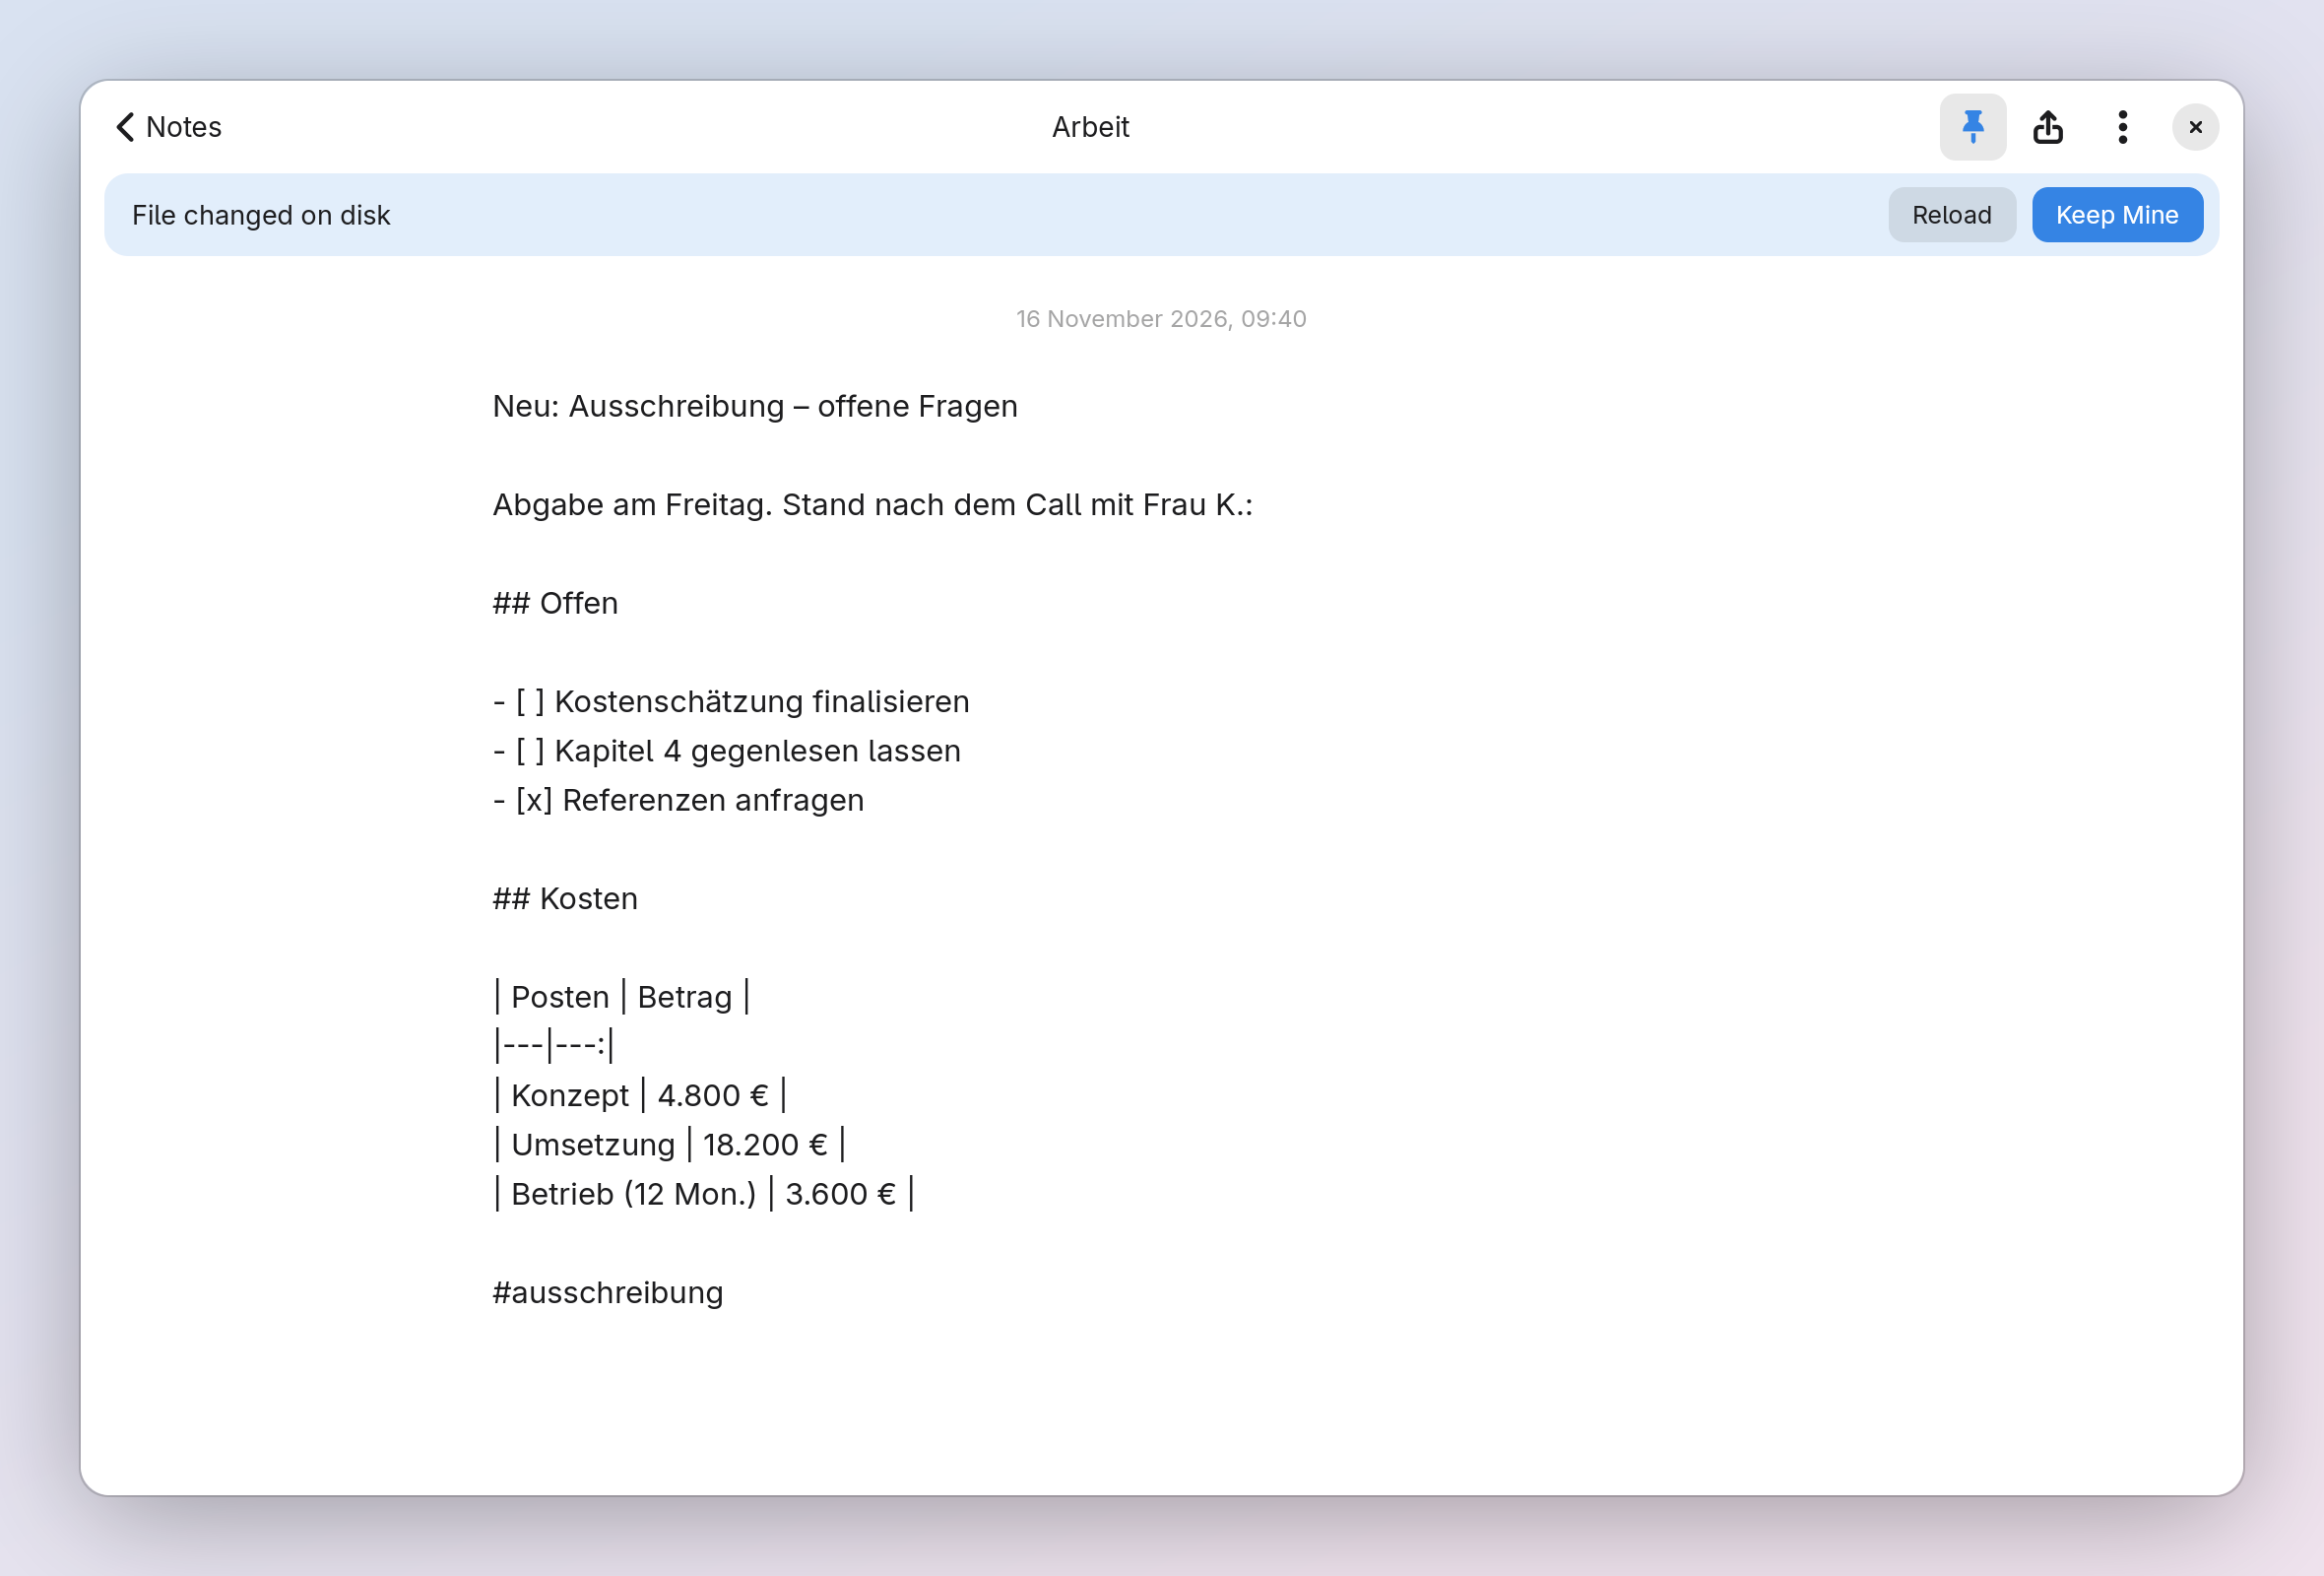 Notes
Arbeit
File changed on disk
Reload
Keep Mine
16 November 2026, 09:40
Neu: Ausschreibung – offene Fragen
Abgabe am Freitag. Stand nach dem Call mit Frau K.:
## Offen
- [ ] Kostenschätzung finalisieren
- [ ] Kapitel 4 gegenlesen lassen
- [x] Referenzen anfragen
## Kosten
| Posten | Betrag |
|---|---:|
| Konzept | 4.800 € |
| Umsetzung | 18.200 € |
| Betrieb (12 Mon.) | 3.600 € |
#ausschreibung